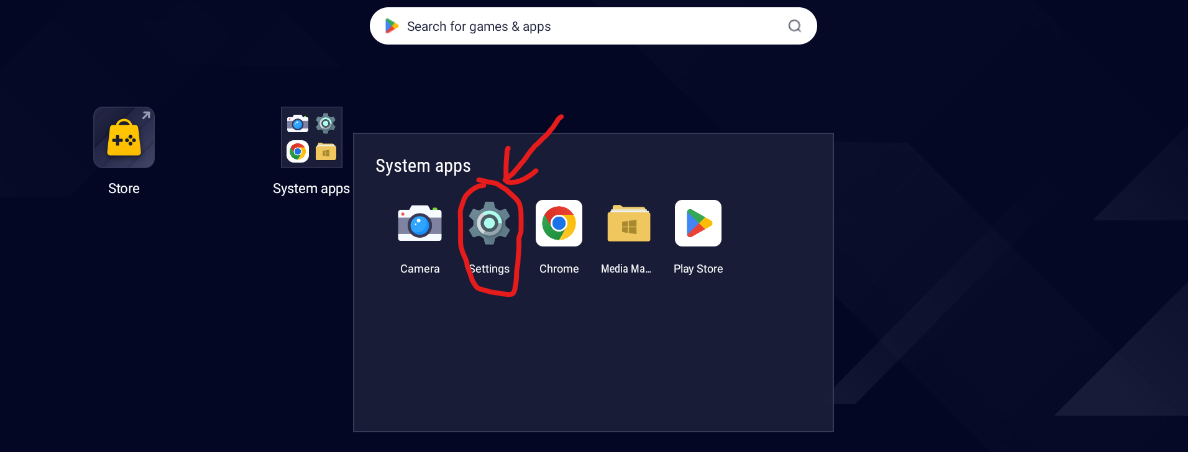 Search for games & apps
Store
System apps
System apps
Camera
Settings
Chrome
Media Ma...
Play Store